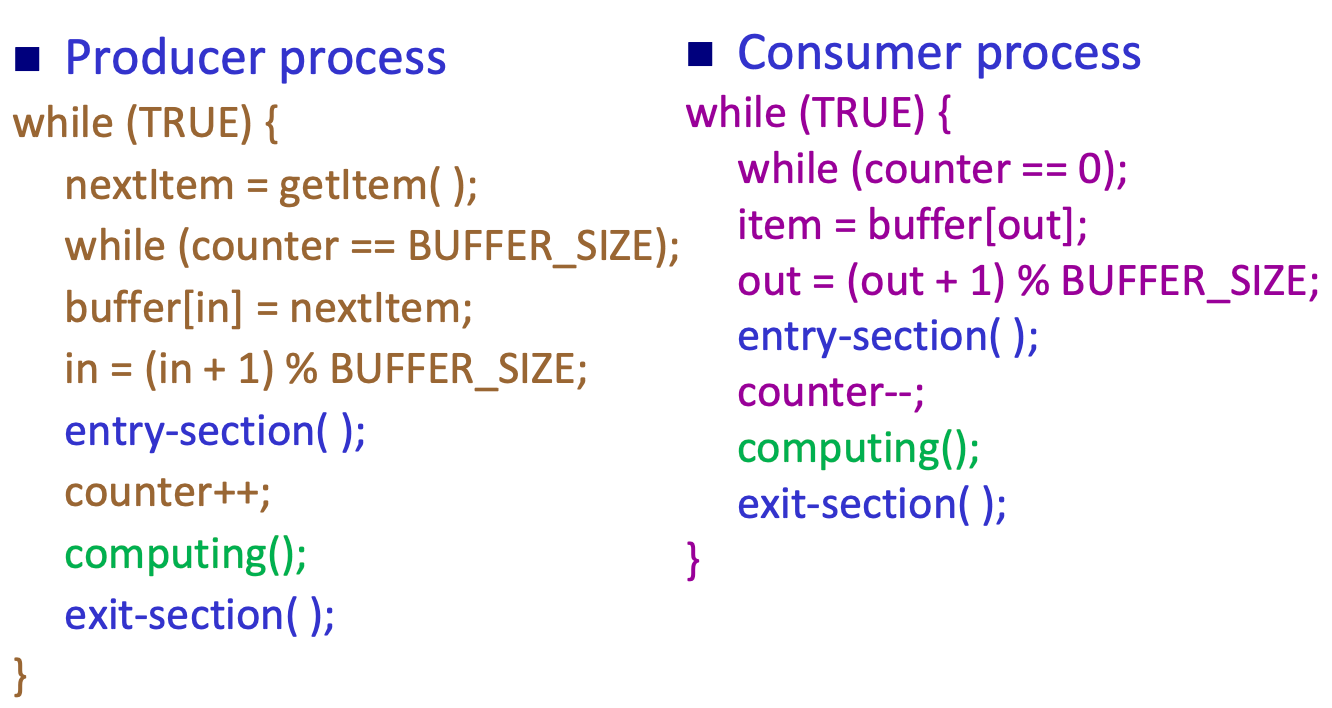 ■ Producer process
while (TRUE) {
nextItem = getItem( );
while (counter == BUFFER_SIZE);
buffer[in] = nextItem;
in = (in + 1) % BUFFER_SIZE;
entry-section( );
counter++;
computing();
exit-section( );
}
■ Consumer process
while (TRUE) {
while (counter == 0);
item = buffer[out];
out = (out + 1) % BUFFER_SIZE;
entry-section( );
counter--;
computing();
exit-section( );
}